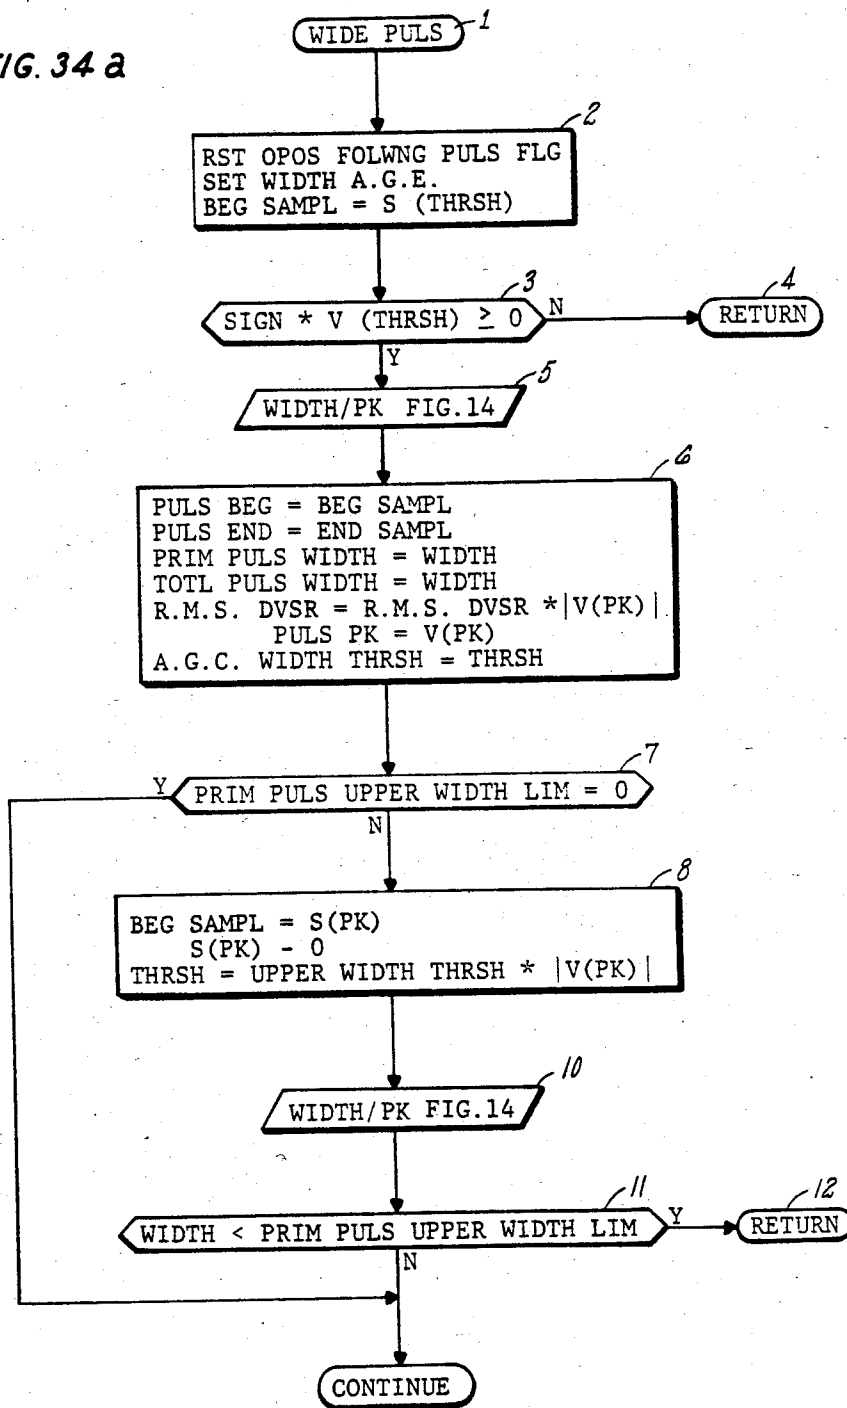 WIDE PULS 1
FIG. 34 a
2
RST OPOS FOLWNG PULS FLG
SET WIDTH A.G.E.
BEG SAMPL = S (THRSH)
3
SIGN * V (THRSH) ≥ 0 N
4
RETURN
Y
5
WIDTH/PK FIG.14
6
PULS BEG = BEG SAMPL
PULS END = END SAMPL
PRIM PULS WIDTH = WIDTH
TOTL PULS WIDTH = WIDTH
R.M.S. DVSR = R.M.S. DVSR *|V(PK)|
PULS PK = V(PK)
A.G.C. WIDTH THRSH = THRSH
7
Y PRIM PULS UPPER WIDTH LIM = 0
N
8
BEG SAMPL = S(PK)
S(PK) - 0
THRSH = UPPER WIDTH THRSH * |V(PK)|
10
WIDTH/PK FIG.14
11
WIDTH < PRIM PULS UPPER WIDTH LIM Y
12
RETURN
N
CONTINUE